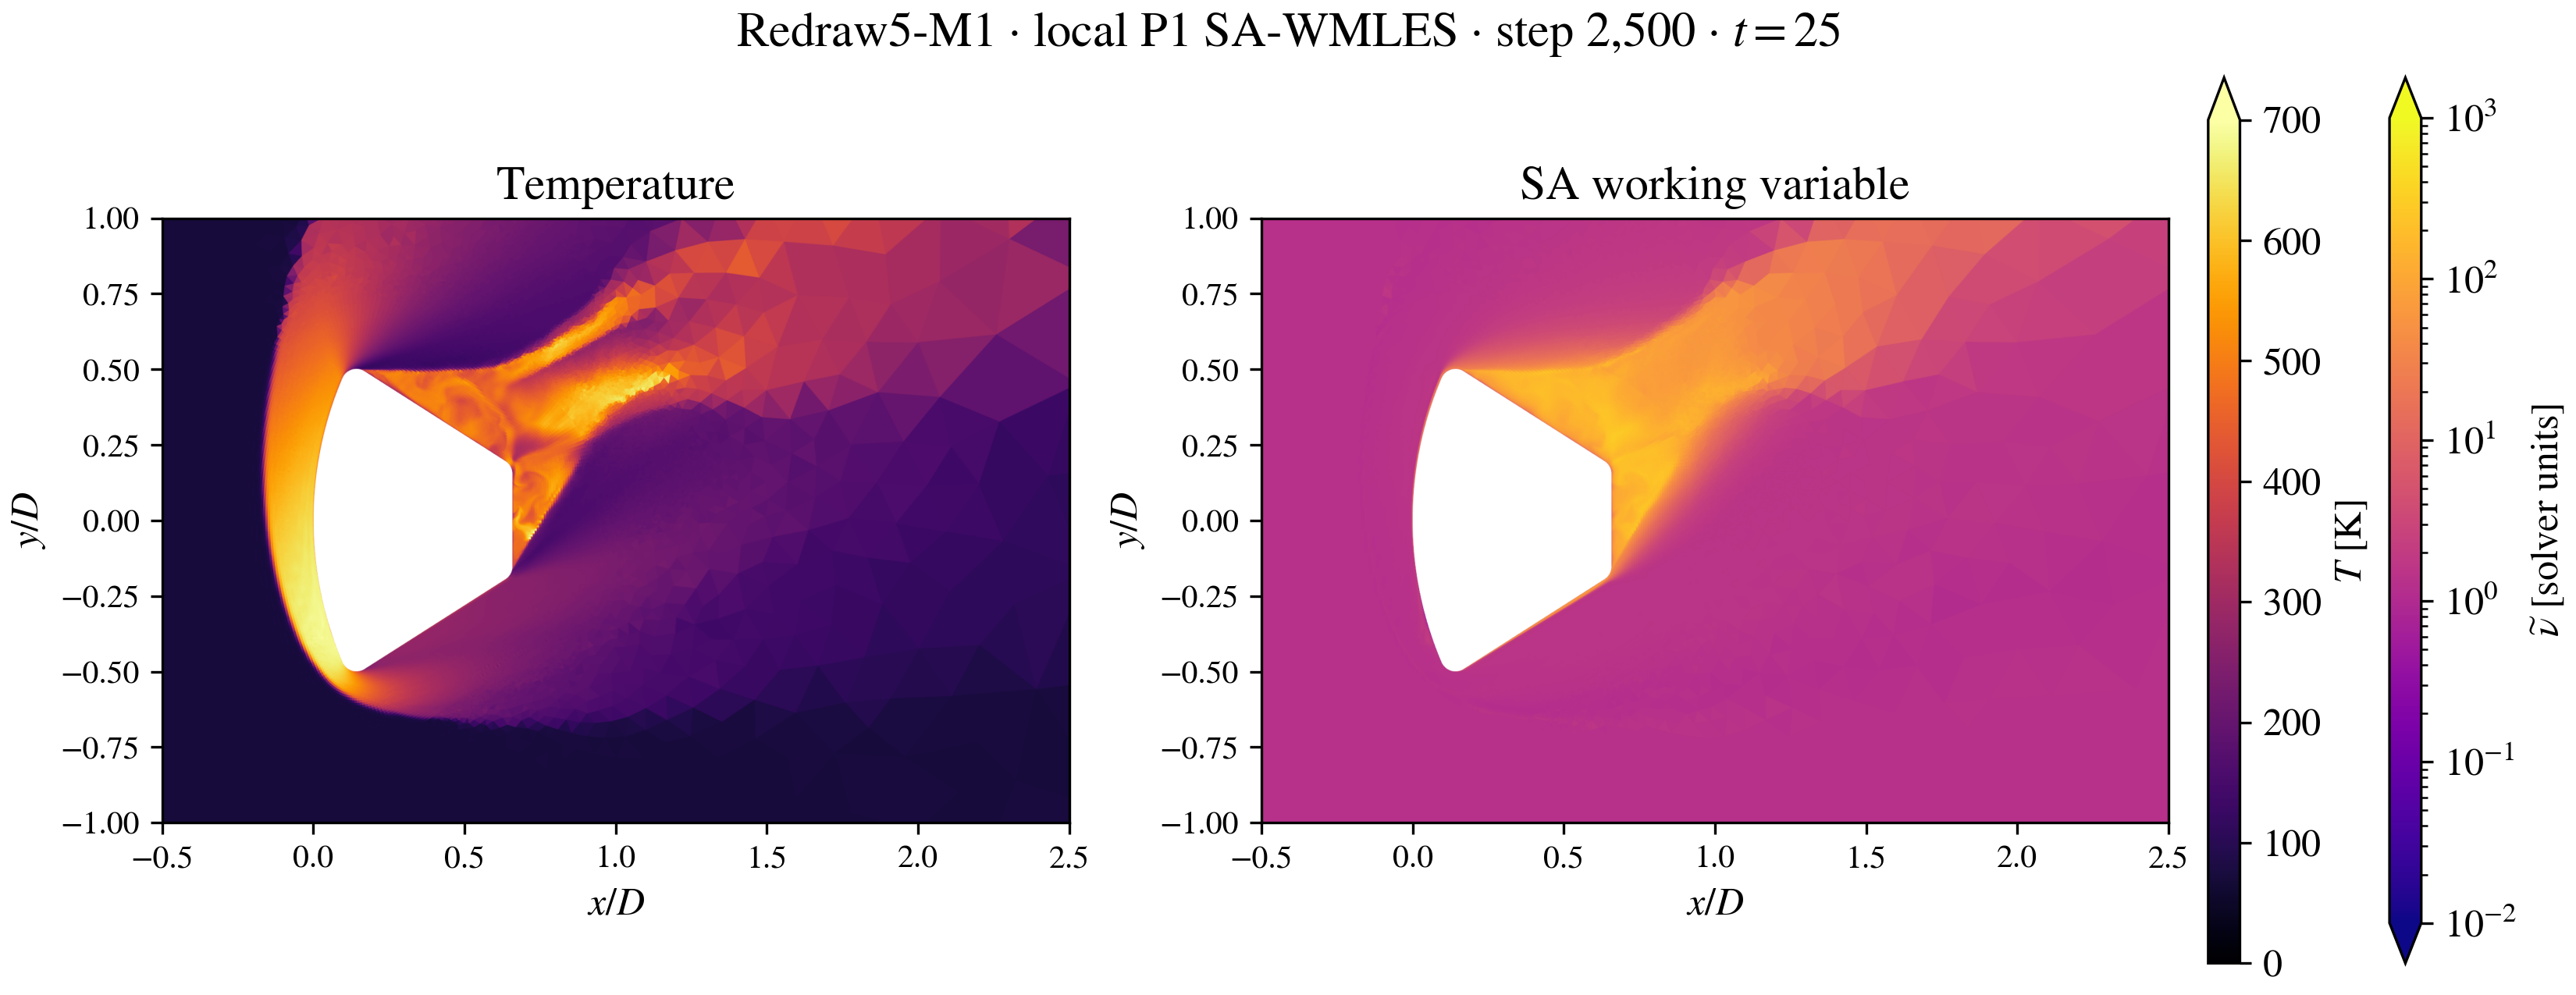 Redraw5-M1 · local P1 SA-WMLES · step 2,500 · t = 25
Temperature
1.00
0.75
0.50
0.25
0.00
−0.25
−0.50
−0.75
−1.00
y/D
−0.5 0.0 0.5 1.0 1.5 2.0 2.5
x/D
SA working variable
1.00
0.75
0.50
0.25
0.00
−0.25
−0.50
−0.75
−1.00
y/D
−0.5 0.0 0.5 1.0 1.5 2.0 2.5
x/D
700
600
500
400
300
200
100
0
T [K]
10³
10²
10¹
10⁰
10⁻¹
10⁻²
ν̃ [solver units]